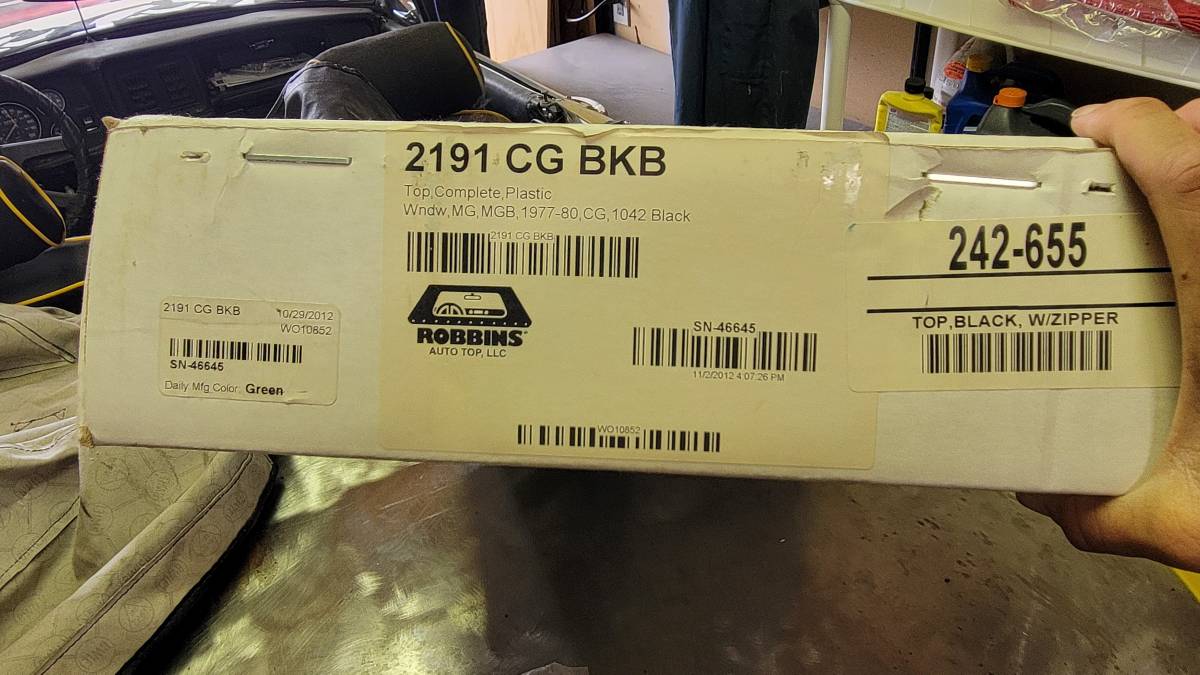 2191 CG BKB
Top,Complete,Plastic
Wndw,MG,MGB,1977-80,CG,1042 Black
2191 CG BKB
ROBBINS
AUTO TOP, LLC
SN-46645
11/2/2012 4:07:26 PM
WO10852
2191 CG BKB 10/29/2012
WO10852
SN-46645
Daily Mfg Color: Green
242-655
TOP,BLACK, W/ZIPPER